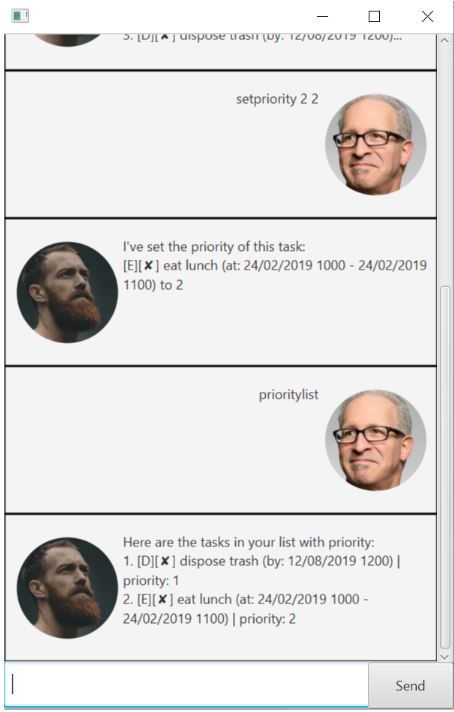 3. [D][✘] dispose trash (by: 12/08/2019 1200)...
setpriority 2 2
I've set the priority of this task:
[E][✘] eat lunch (at: 24/02/2019 1000 - 24/02/2019
1100) to 2
prioritylist
Here are the tasks in your list with priority:
1. [D][✘] dispose trash (by: 12/08/2019 1200) |
priority: 1
2. [E][✘] eat lunch (at: 24/02/2019 1000 -
24/02/2019 1100) | priority: 2
Send